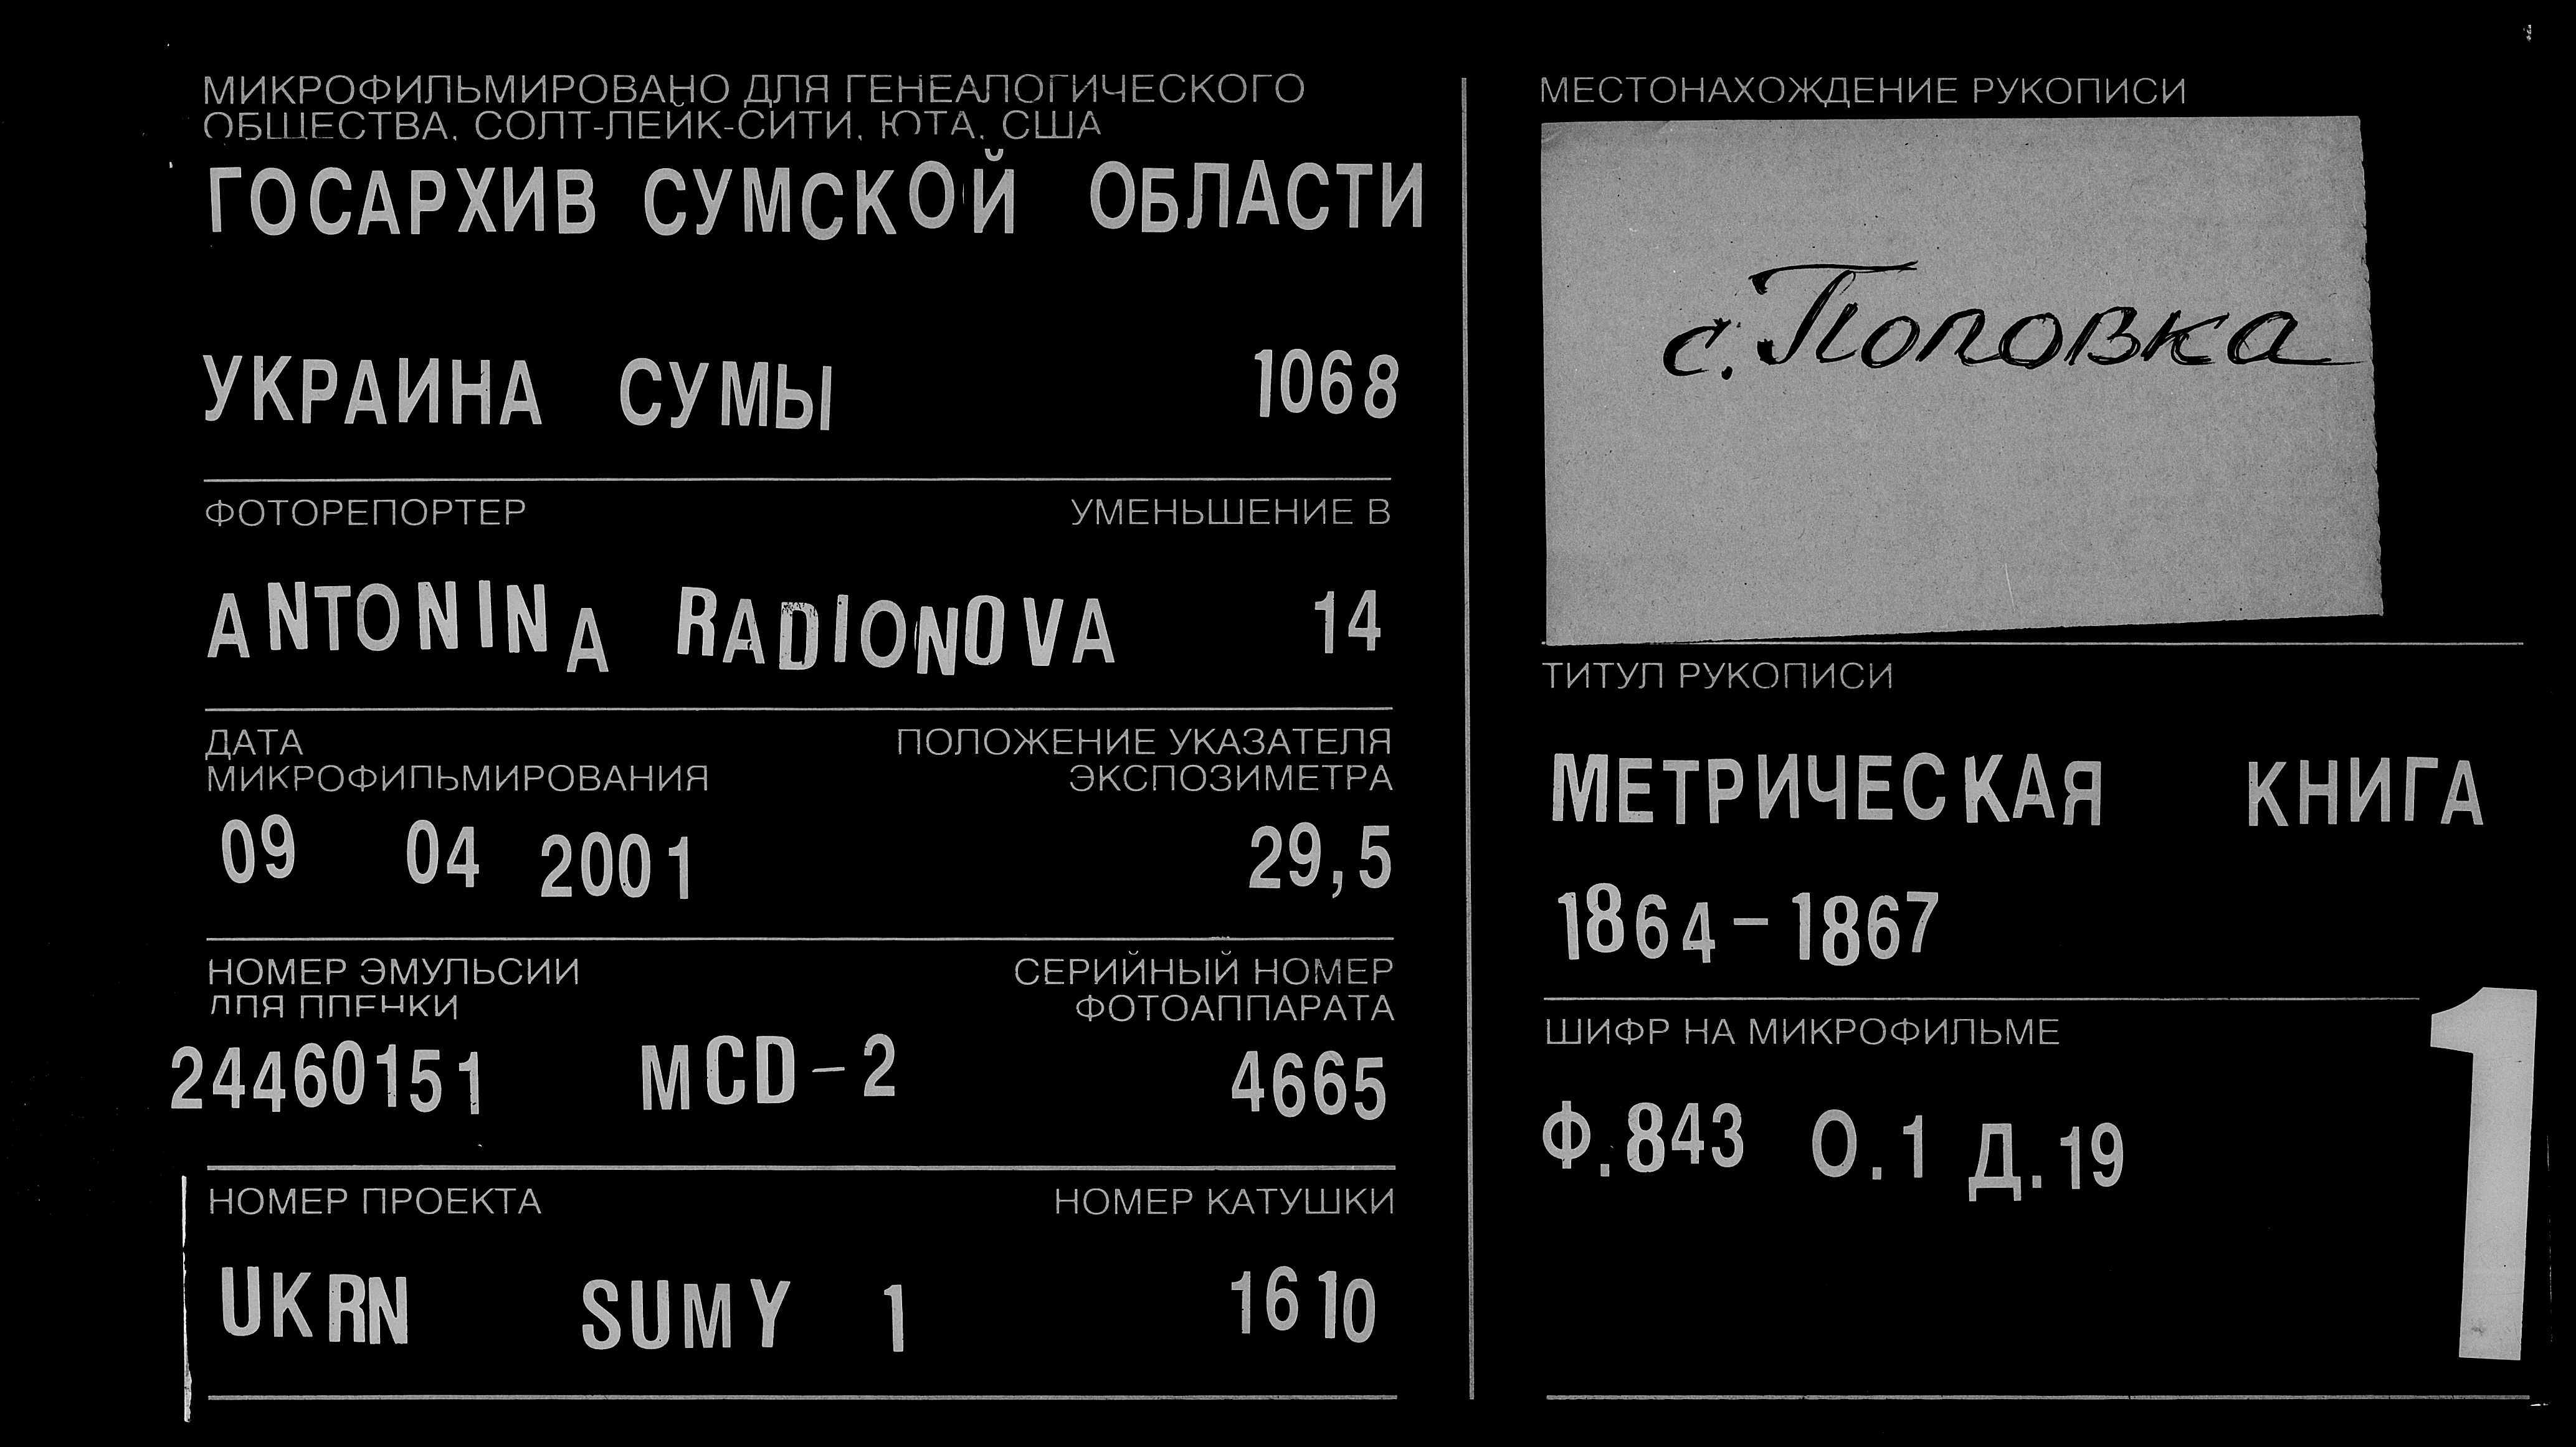 МИКРОФИЛЬМИРОВАНО ДЛЯ ГЕНЕАЛОГИЧЕСКОГО
ОБЩЕСТВА, СОЛТ-ЛЕЙК-СИТИ, ЮТА, США
ГОСАРХИВ СУМСКОЙ ОБЛАСТИ
УКРАИНА СУМЫ 1068
ФОТОРЕПОРТЕР УМЕНЬШЕНИЕ В
ANTONINA RADIONOVA 14
ДАТА ПОЛОЖЕНИЕ УКАЗАТЕЛЯ
МИКРОФИЛЬМИРОВАНИЯ ЭКСПОЗИМЕТРА
09 04 2001 29,5
НОМЕР ЭМУЛЬСИИ СЕРИЙНЫЙ НОМЕР
ДЛЯ ПЛЕНКИ ФОТОАППАРАТА
24460151 MCD-2 4665
НОМЕР ПРОЕКТА НОМЕР КАТУШКИ
UKRN SUMY 1 1610
МЕСТОНАХОЖДЕНИЕ РУКОПИСИ
с. Поповка
ТИТУЛ РУКОПИСИ
МЕТРИЧЕСКАЯ КНИГА
1864-1867
ШИФР НА МИКРОФИЛЬМЕ
Ф.843 О.1 Д.19
1